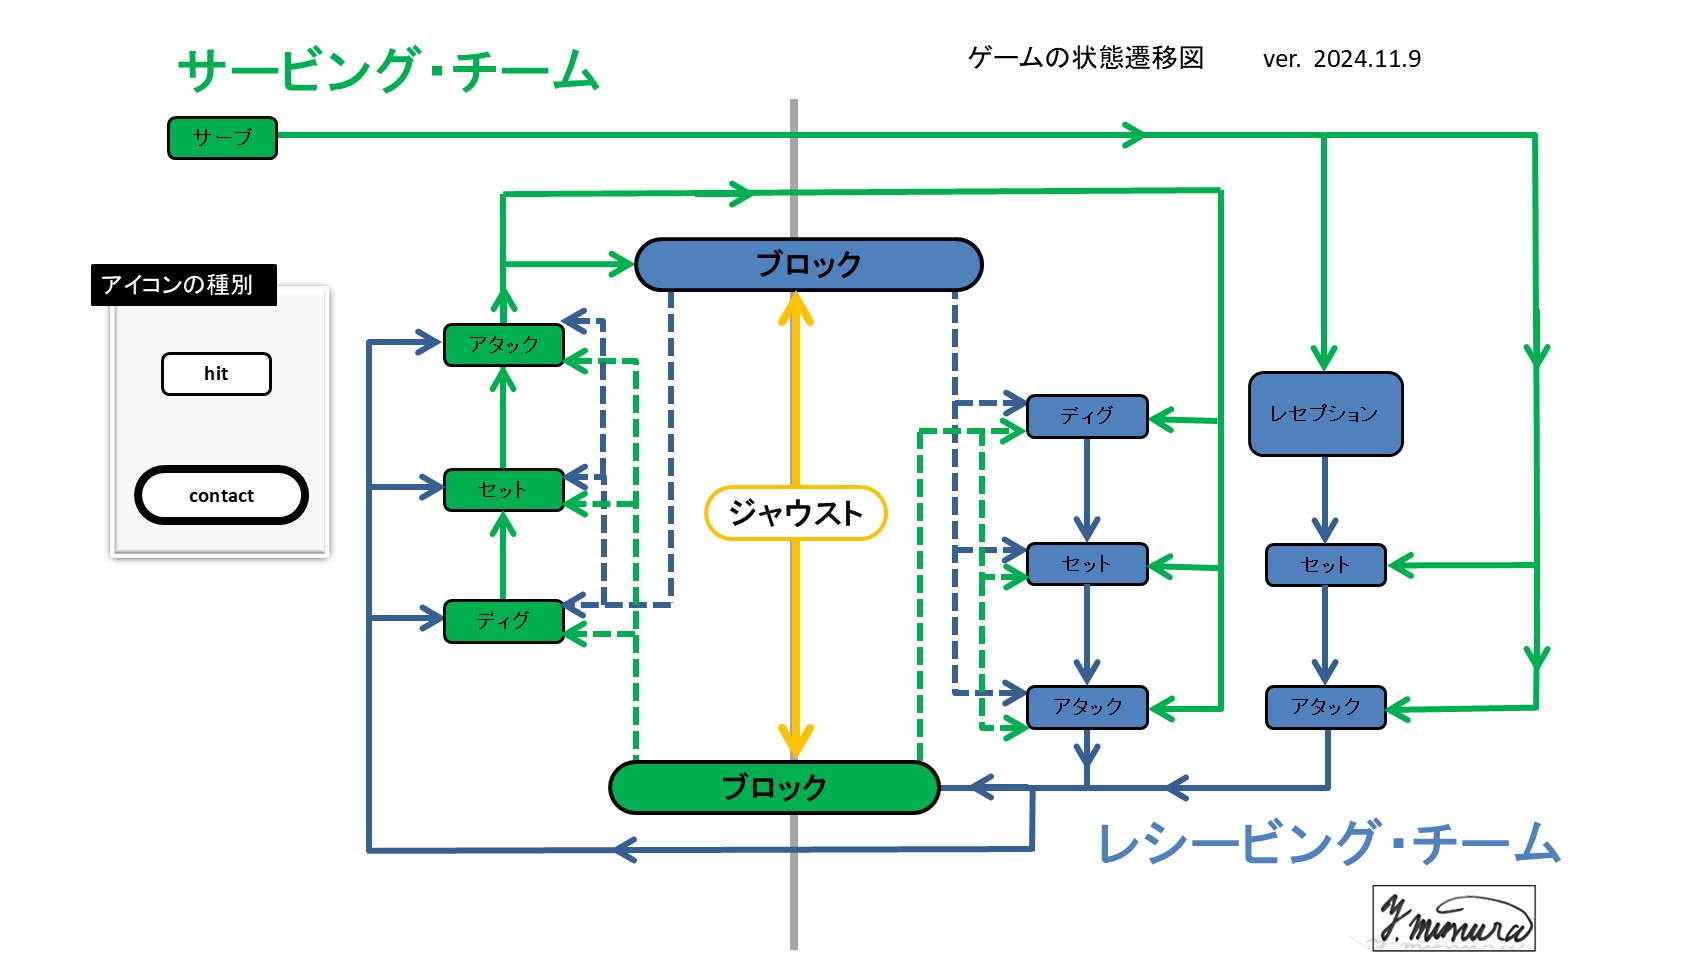 サービング・チーム
ゲームの状態遷移図 ver. 2024.11.9
サーブ
アイコンの種別
hit
contact
ブロック
アタック
セット
ディグ
ジャウスト
ディグ
セット
アタック
レセプション
セット
アタック
ブロック
レシービング・チーム
Y. mimura